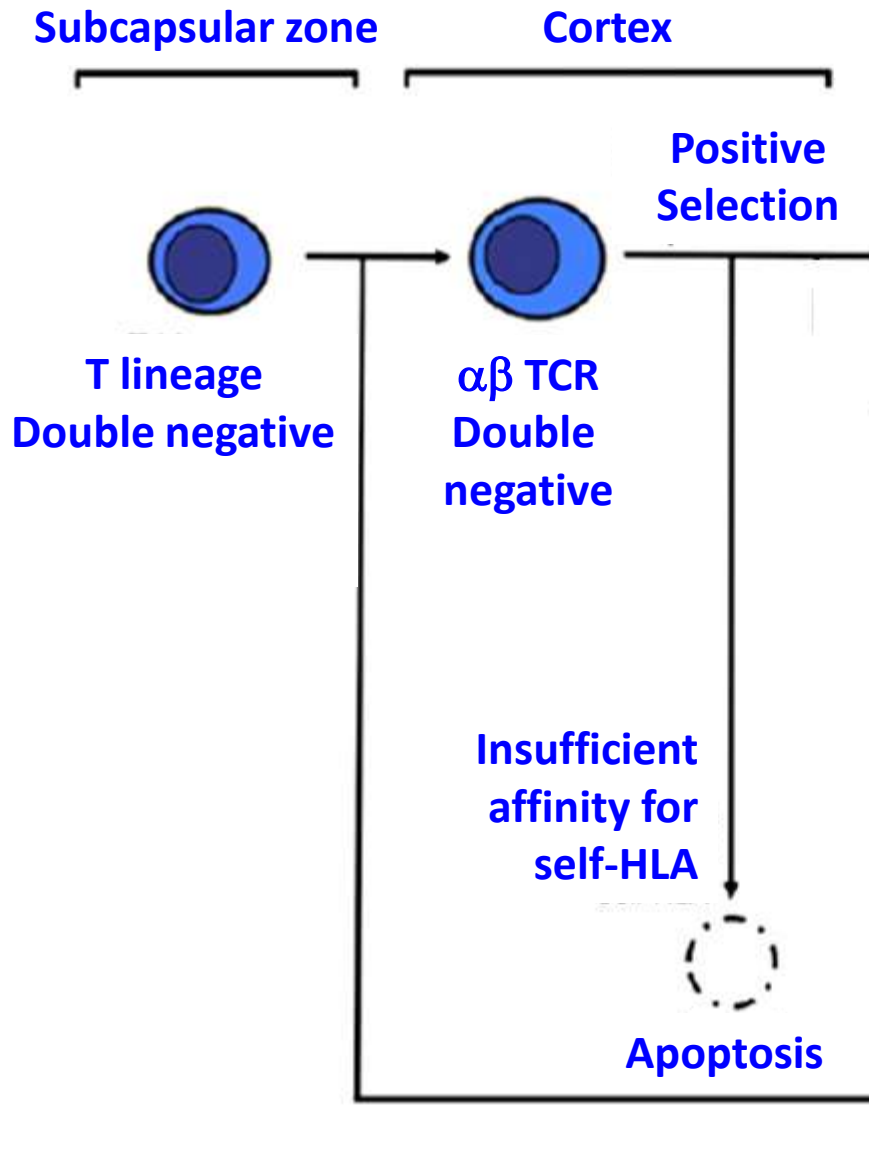 Subcapsular zone
Cortex
Positive
Selection
T lineage
Double negative
αβ TCR
Double
negative
Insufficient
affinity for
self-HLA
Apoptosis